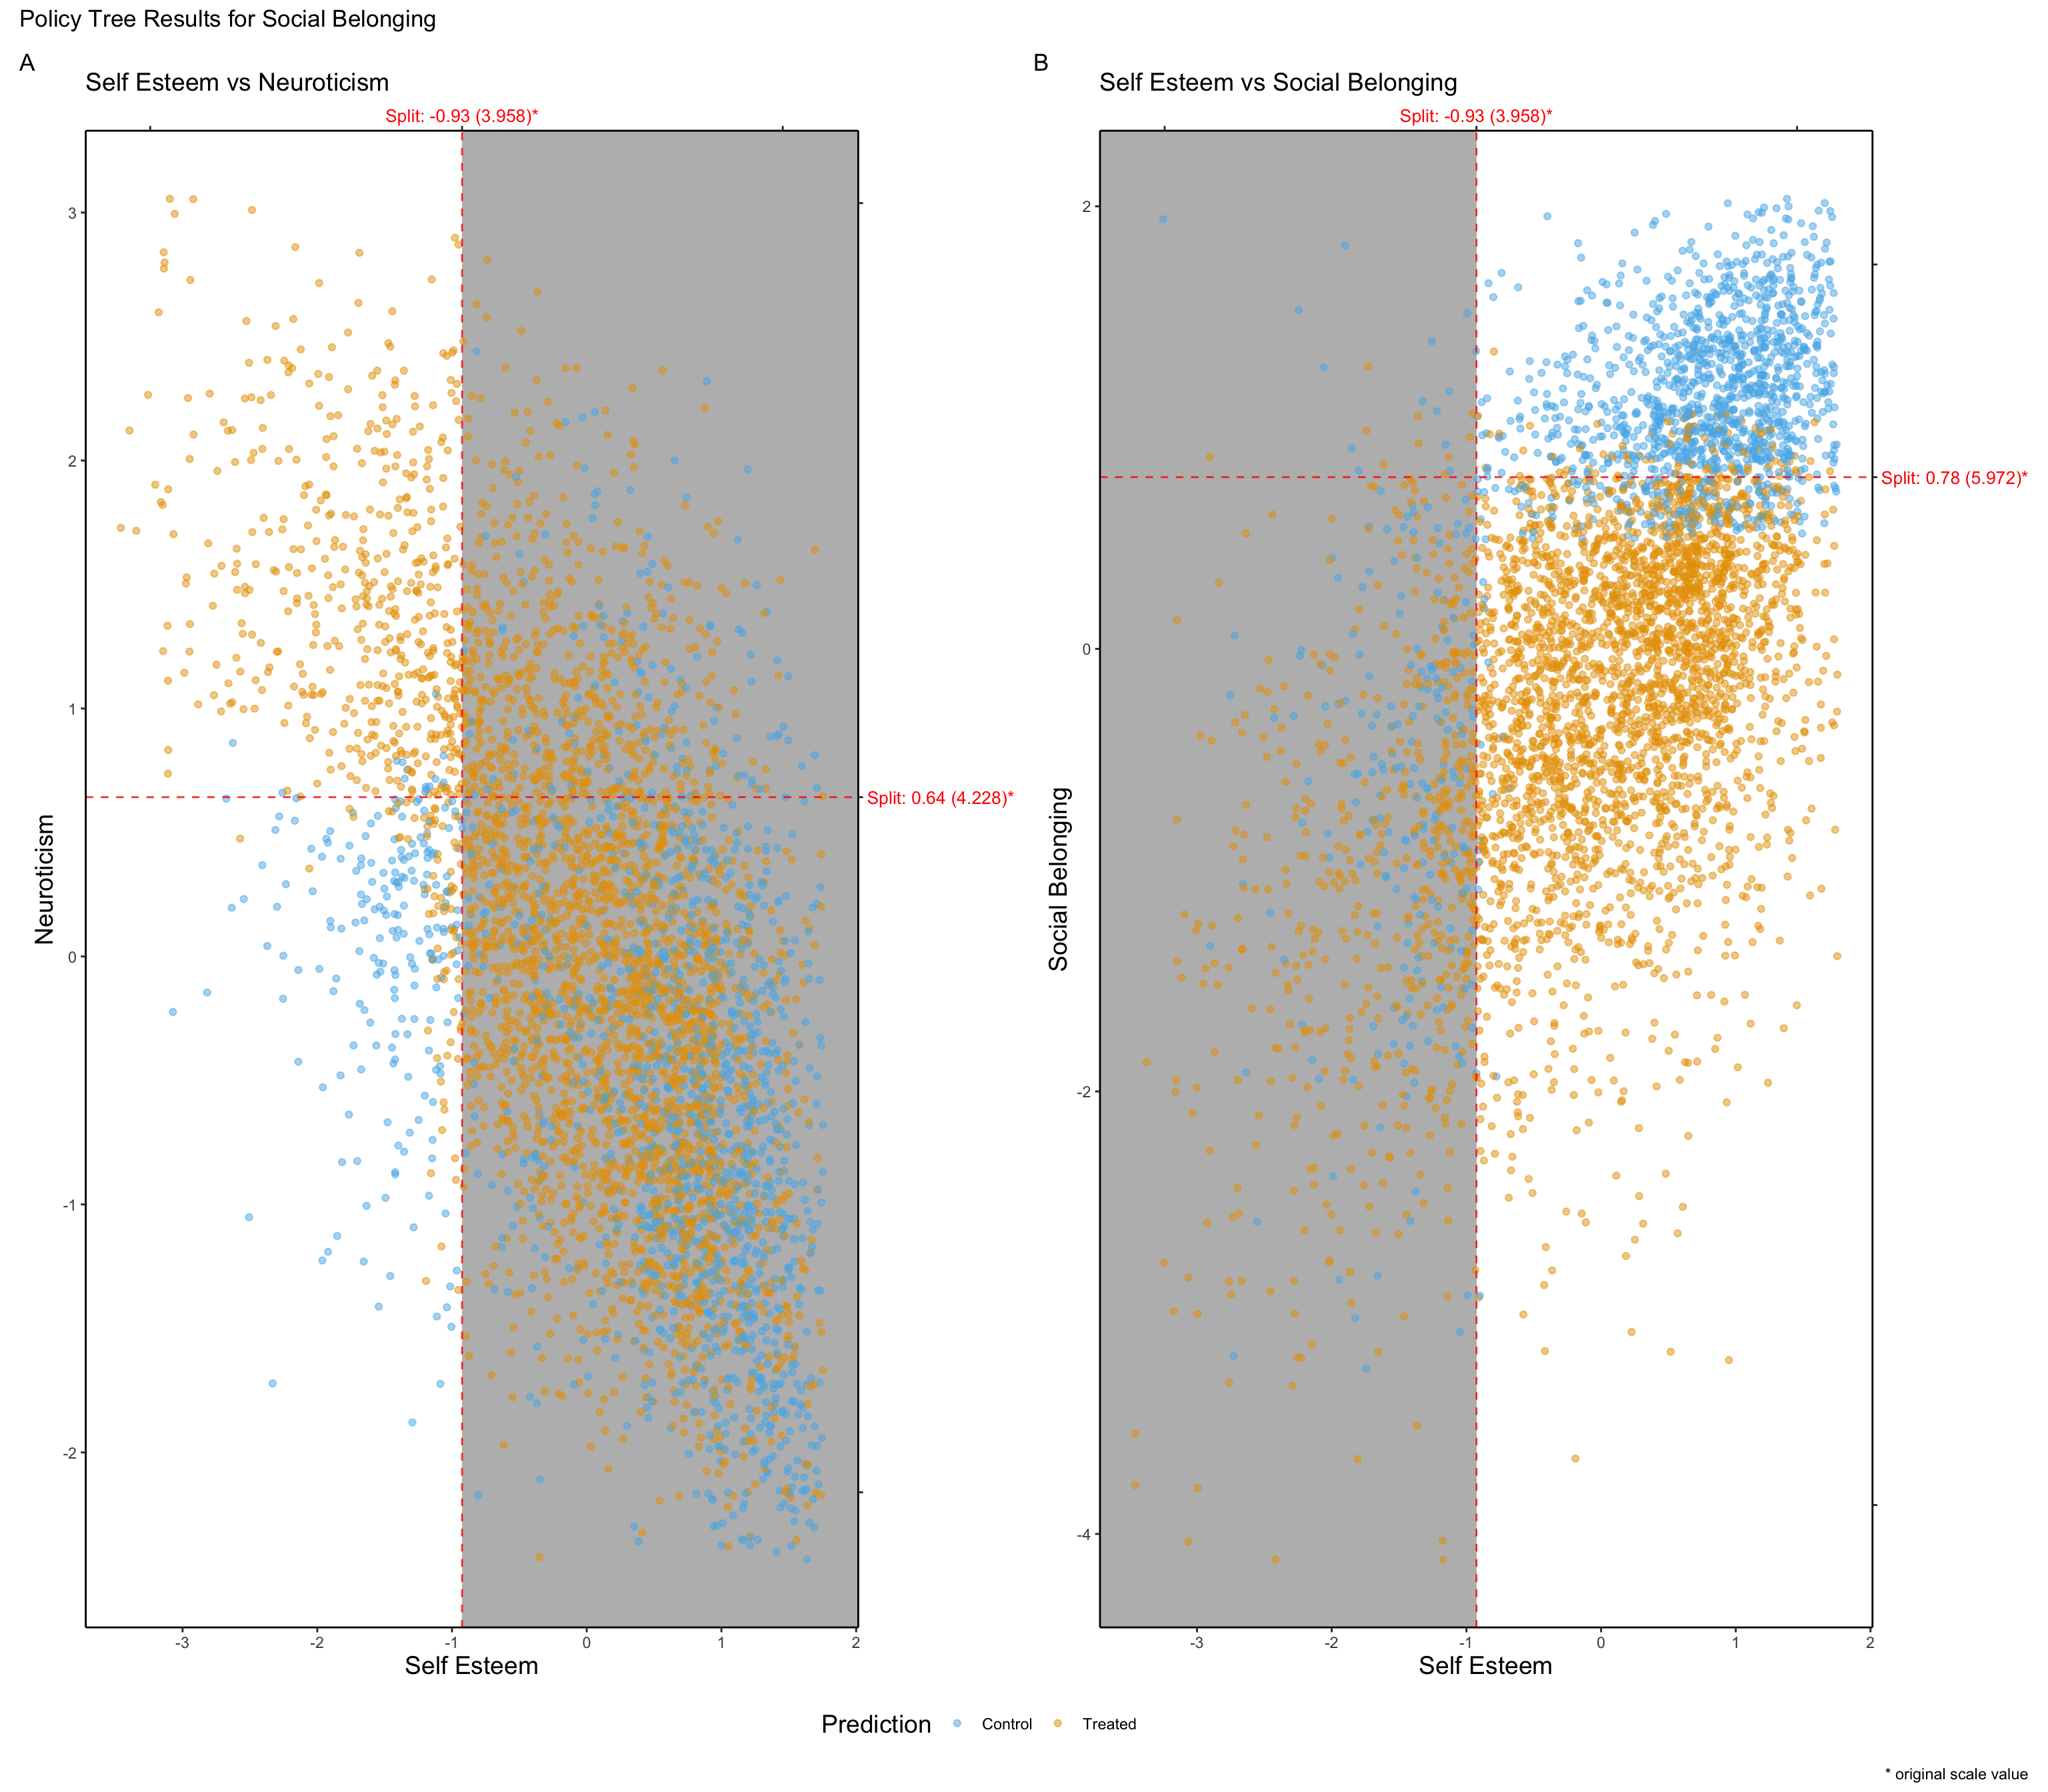 Policy Tree Results for Social Belonging
A
Self Esteem vs Neuroticism
Split: -0.93 (3.958)*
3
2
1
0
-1
-2
Neuroticism
Split: 0.64 (4.228)*
-3
-2
-1
0
1
2
Self Esteem
B
Self Esteem vs Social Belonging
Split: -0.93 (3.958)*
2
0
-2
-4
Social Belonging
Split: 0.78 (5.972)*
-3
-2
-1
0
1
2
Self Esteem
Prediction Control Treated
* original scale value